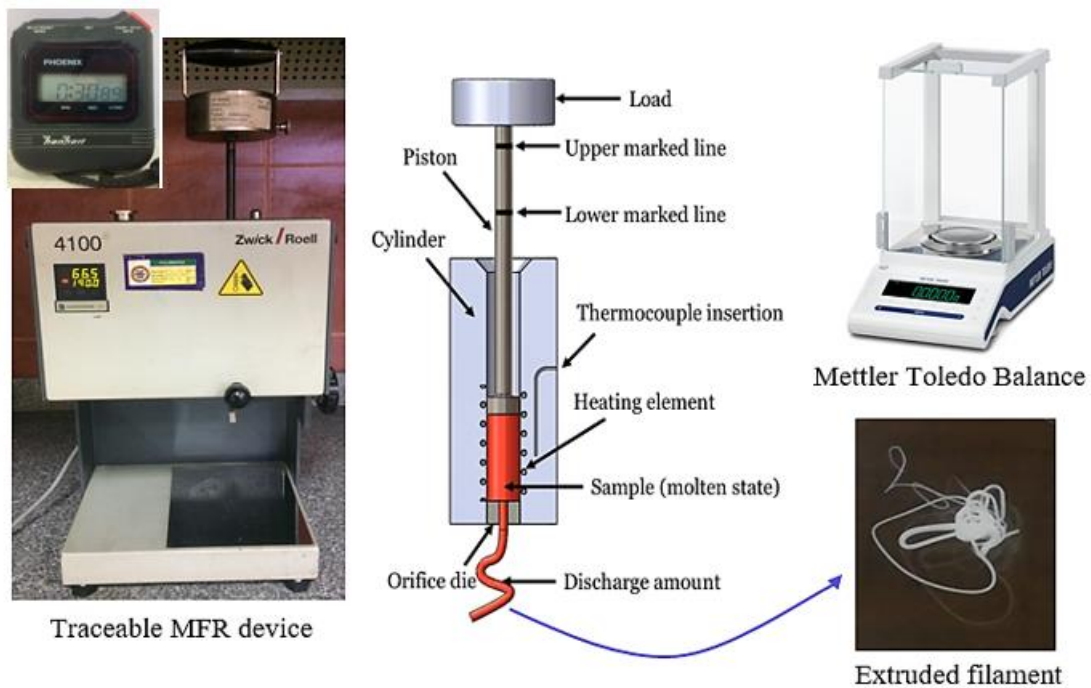 PHOENIX
Hanhart
4100
Zwick / Roell
665
1900
Load
Upper marked line
Piston
Lower marked line
Cylinder
Thermocouple insertion
Heating element
Sample (molten state)
Orifice die
Discharge amount
Traceable MFR device
Mettler Toledo Balance
Extruded filament